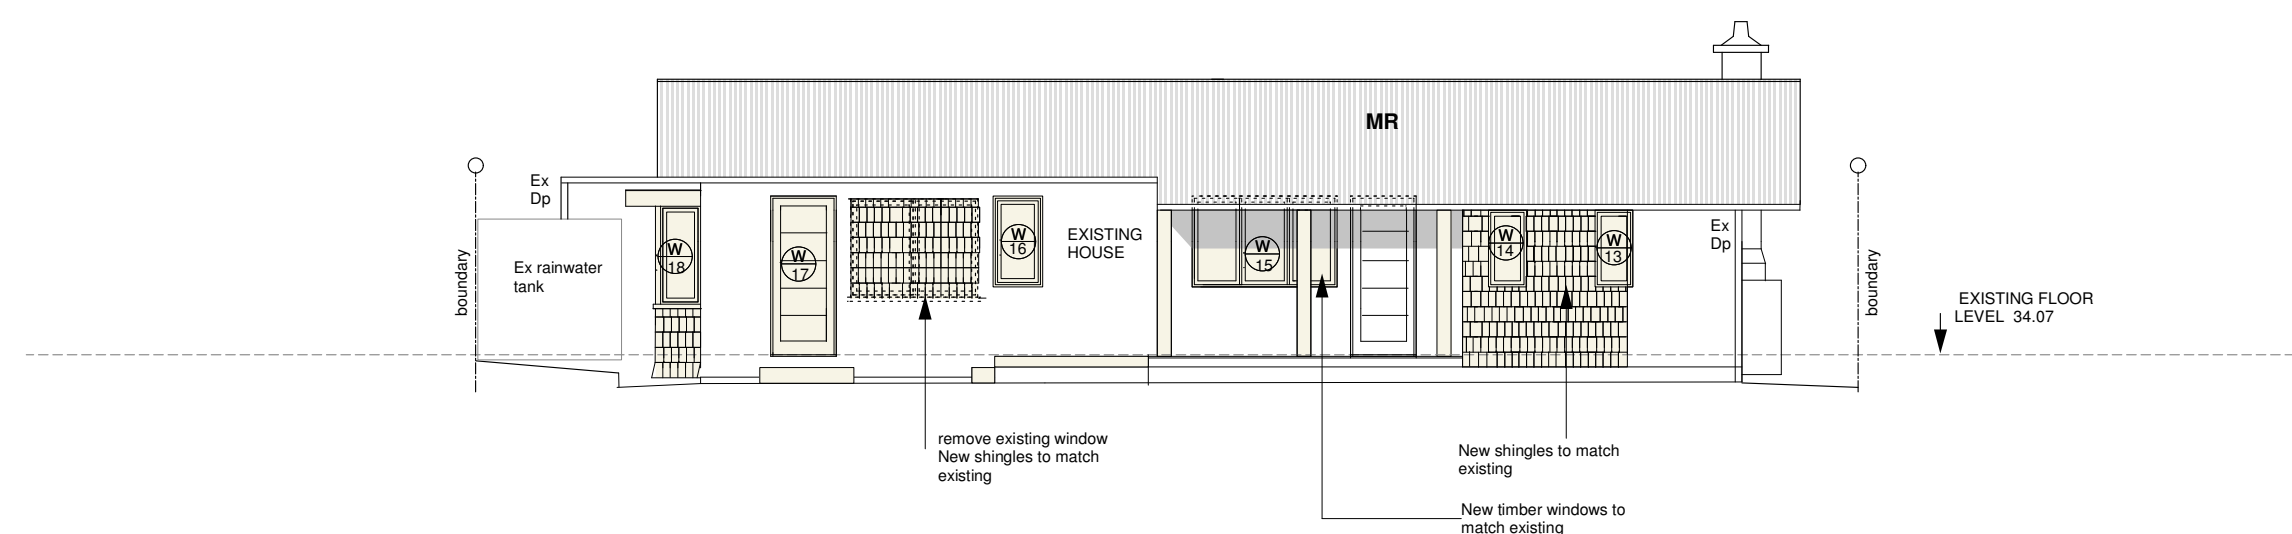 MR
Ex
Dp
boundary
Ex rainwater
tank
W
18
W
17
W
16
EXISTING
HOUSE
W
15
W
14
W
13
Ex
Dp
boundary
EXISTING FLOOR
LEVEL 34.07
remove existing window
New shingles to match
existing
New shingles to match
existing
New timber windows to
match existing